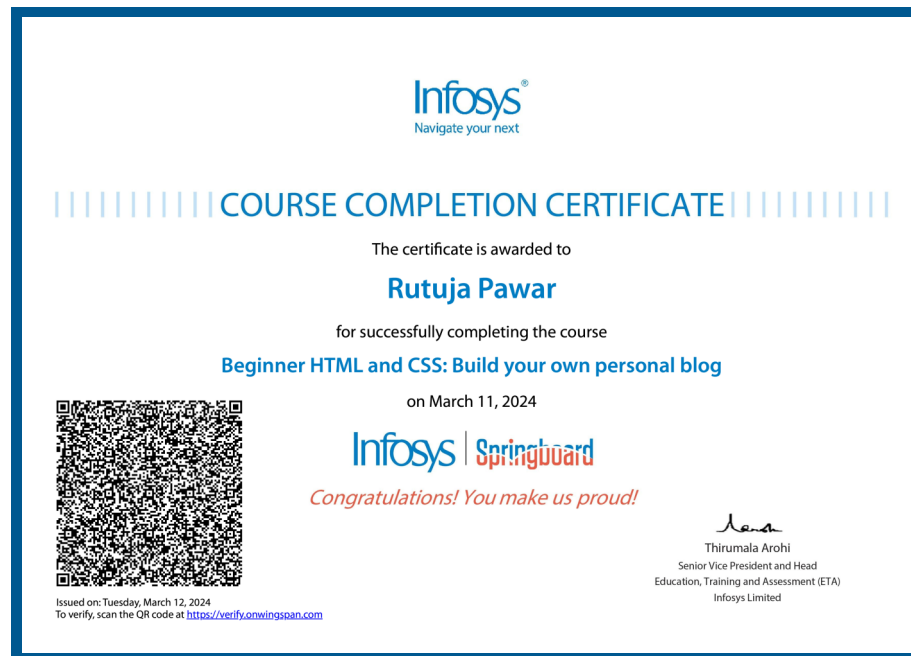 Infosys®
Navigate your next
COURSE COMPLETION CERTIFICATE
The certificate is awarded to
Rutuja Pawar
for successfully completing the course
Beginner HTML and CSS: Build your own personal blog
on March 11, 2024
Infosys | Springboard
Congratulations! You make us proud!
Thirumala Arohi
Senior Vice President and Head
Education, Training and Assessment (ETA)
Infosys Limited
Issued on: Tuesday, March 12, 2024
To verify, scan the QR code at https://verify.onwingspan.com